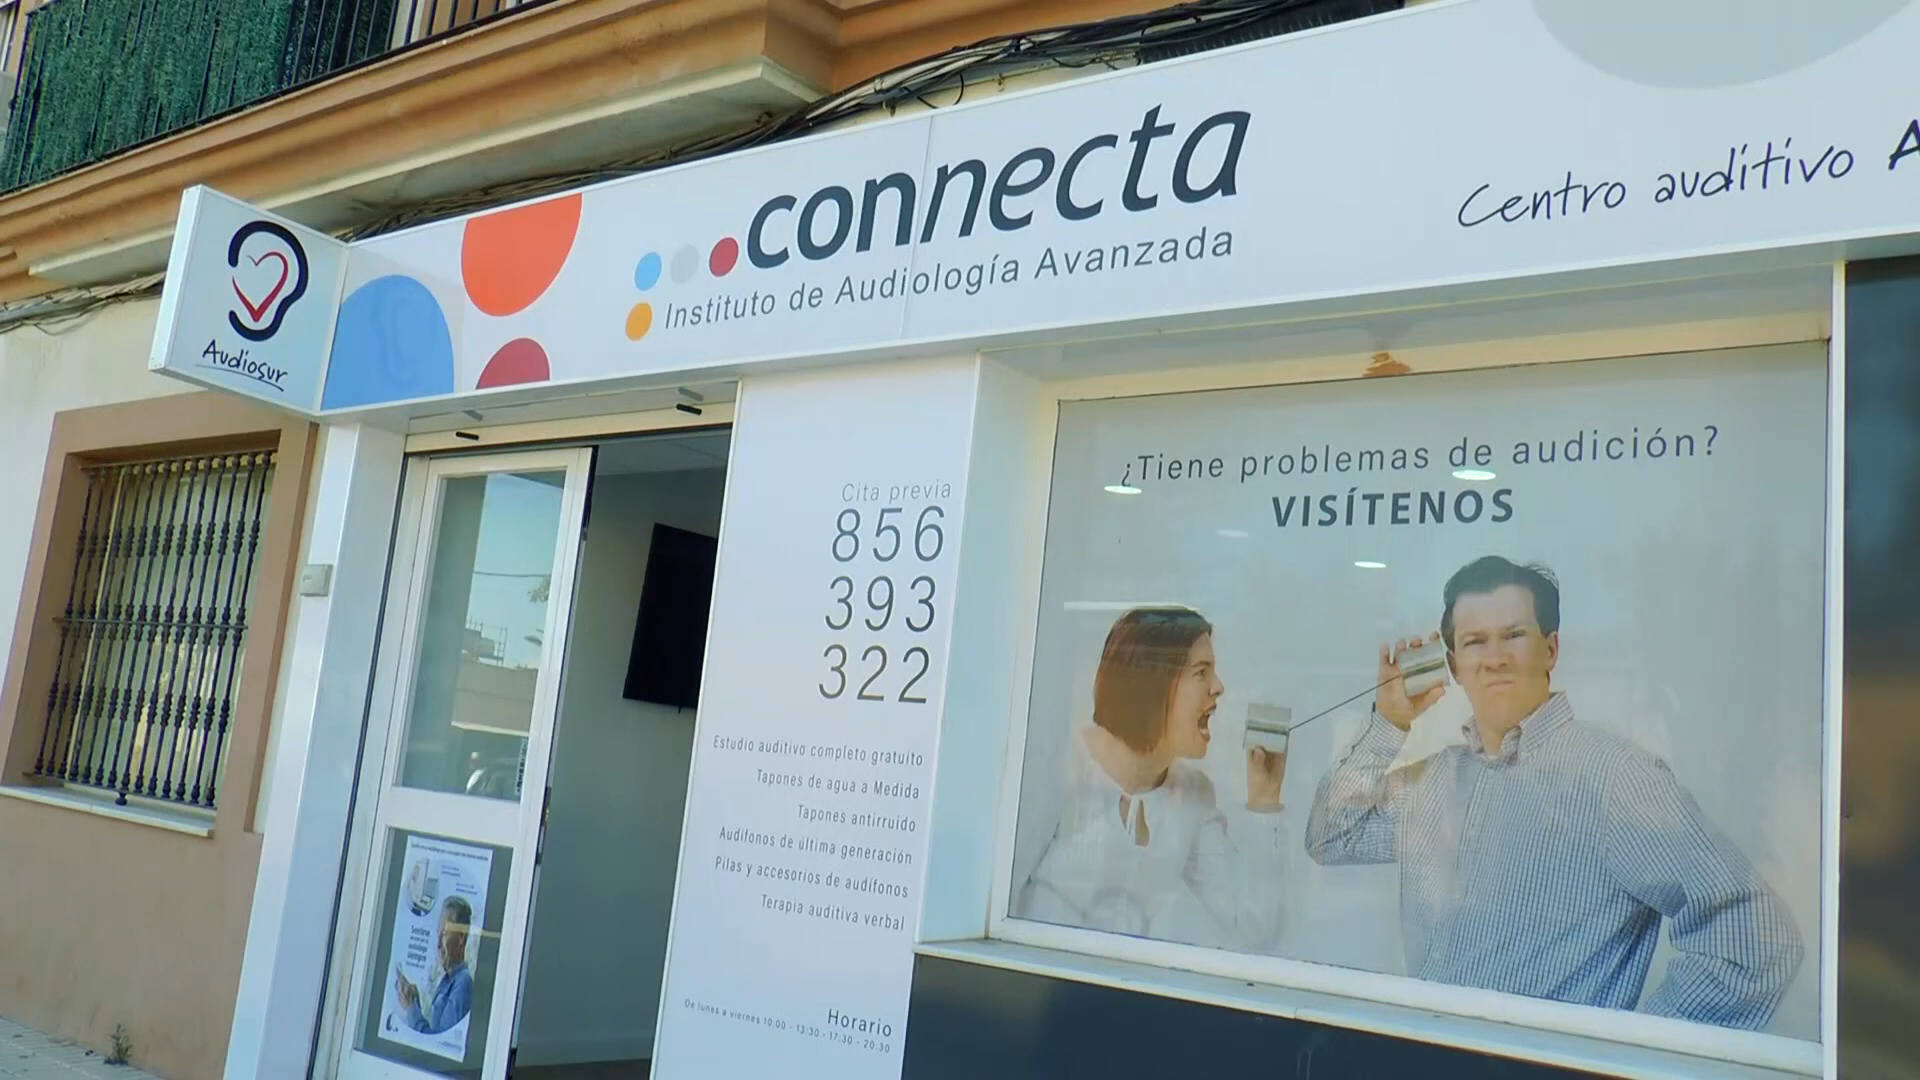 .connecta
Instituto de Audiología Avanzada
Centro auditivo A
Audiosur
¿Tiene problemas de audición?
VISÍTENOS
Cita previa
856
393
322
Estudio auditivo completo gratuito
Tapones de agua a Medida
Tapones antirruido
Audífonos de última generación
Pilas y accesorios de audífonos
Terapia auditiva verbal
Horario
De lunes a viernes 10:00 - 13:30 - 17:30 - 20:30
siempre